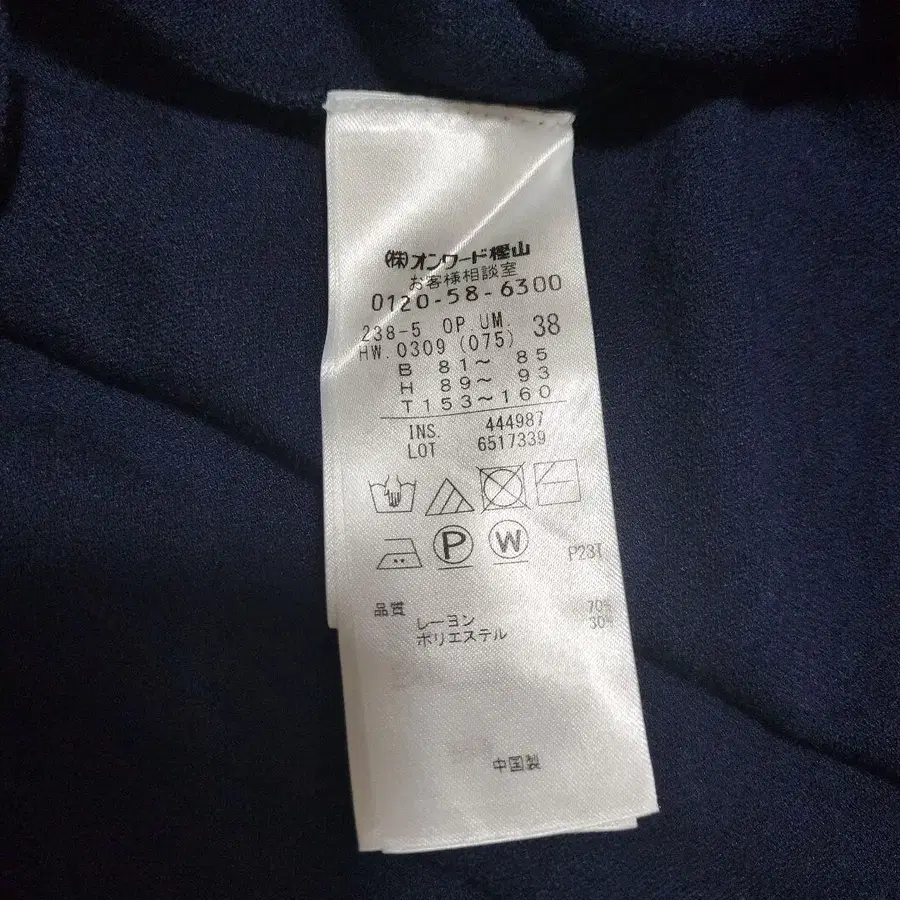 (株)オンワード樫山
お客様相談室
0120-58-6300
238-5 OP.UM. 38
HW.0309(075)
B 81～ 85
H 89～ 93
T153～160
INS. 444987
LOT 6517339
P W P23T
品質
レーヨン 70%
ポリエステル 30%
中国製